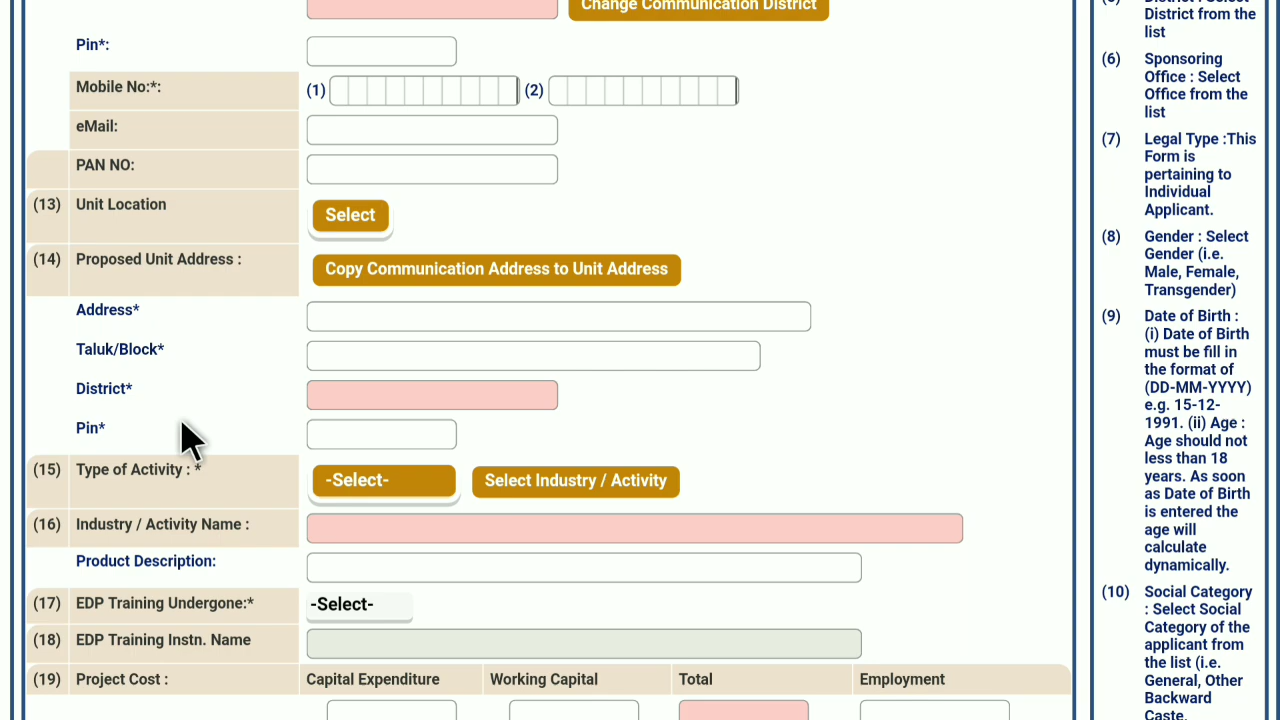 Change Communication District
Pin*:
Mobile No:*: (1) (2)
eMail:
PAN NO:
(13) Unit Location Select
(14) Proposed Unit Address : Copy Communication Address to Unit Address
Address*
Taluk/Block*
District*
Pin*
(15) Type of Activity : * -Select- Select Industry / Activity
(16) Industry / Activity Name :
Product Description:
(17) EDP Training Undergone:* -Select-
(18) EDP Training Instn. Name
(19) Project Cost : Capital Expenditure Working Capital Total Employment
District from the
list
(6) Sponsoring
Office : Select
Office from the
list
(7) Legal Type :This
Form is
pertaining to
Individual
Applicant.
(8) Gender : Select
Gender (i.e.
Male, Female,
Transgender)
(9) Date of Birth :
(i) Date of Birth
must be fill in
the format of
(DD-MM-YYYY)
e.g. 15-12-
1991. (ii) Age :
Age should not
less than 18
years. As soon
as Date of Birth
is entered the
age will
calculate
dynamically.
(10) Social Category
: Select Social
Category of the
applicant from
the list (i.e.
General, Other
Backward
Caste,